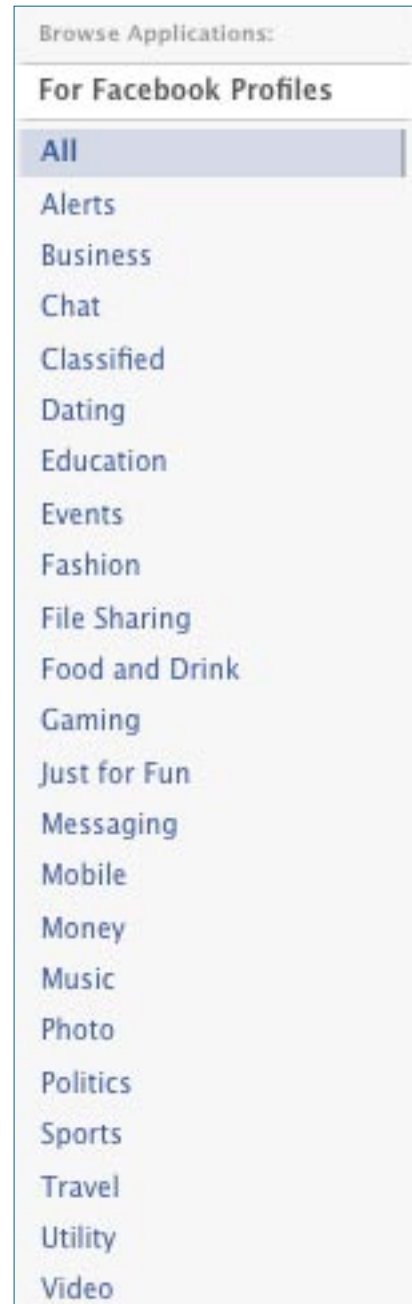 Browse Applications:
For Facebook Profiles
All
Alerts
Business
Chat
Classified
Dating
Education
Events
Fashion
File Sharing
Food and Drink
Gaming
Just for Fun
Messaging
Mobile
Money
Music
Photo
Politics
Sports
Travel
Utility
Video